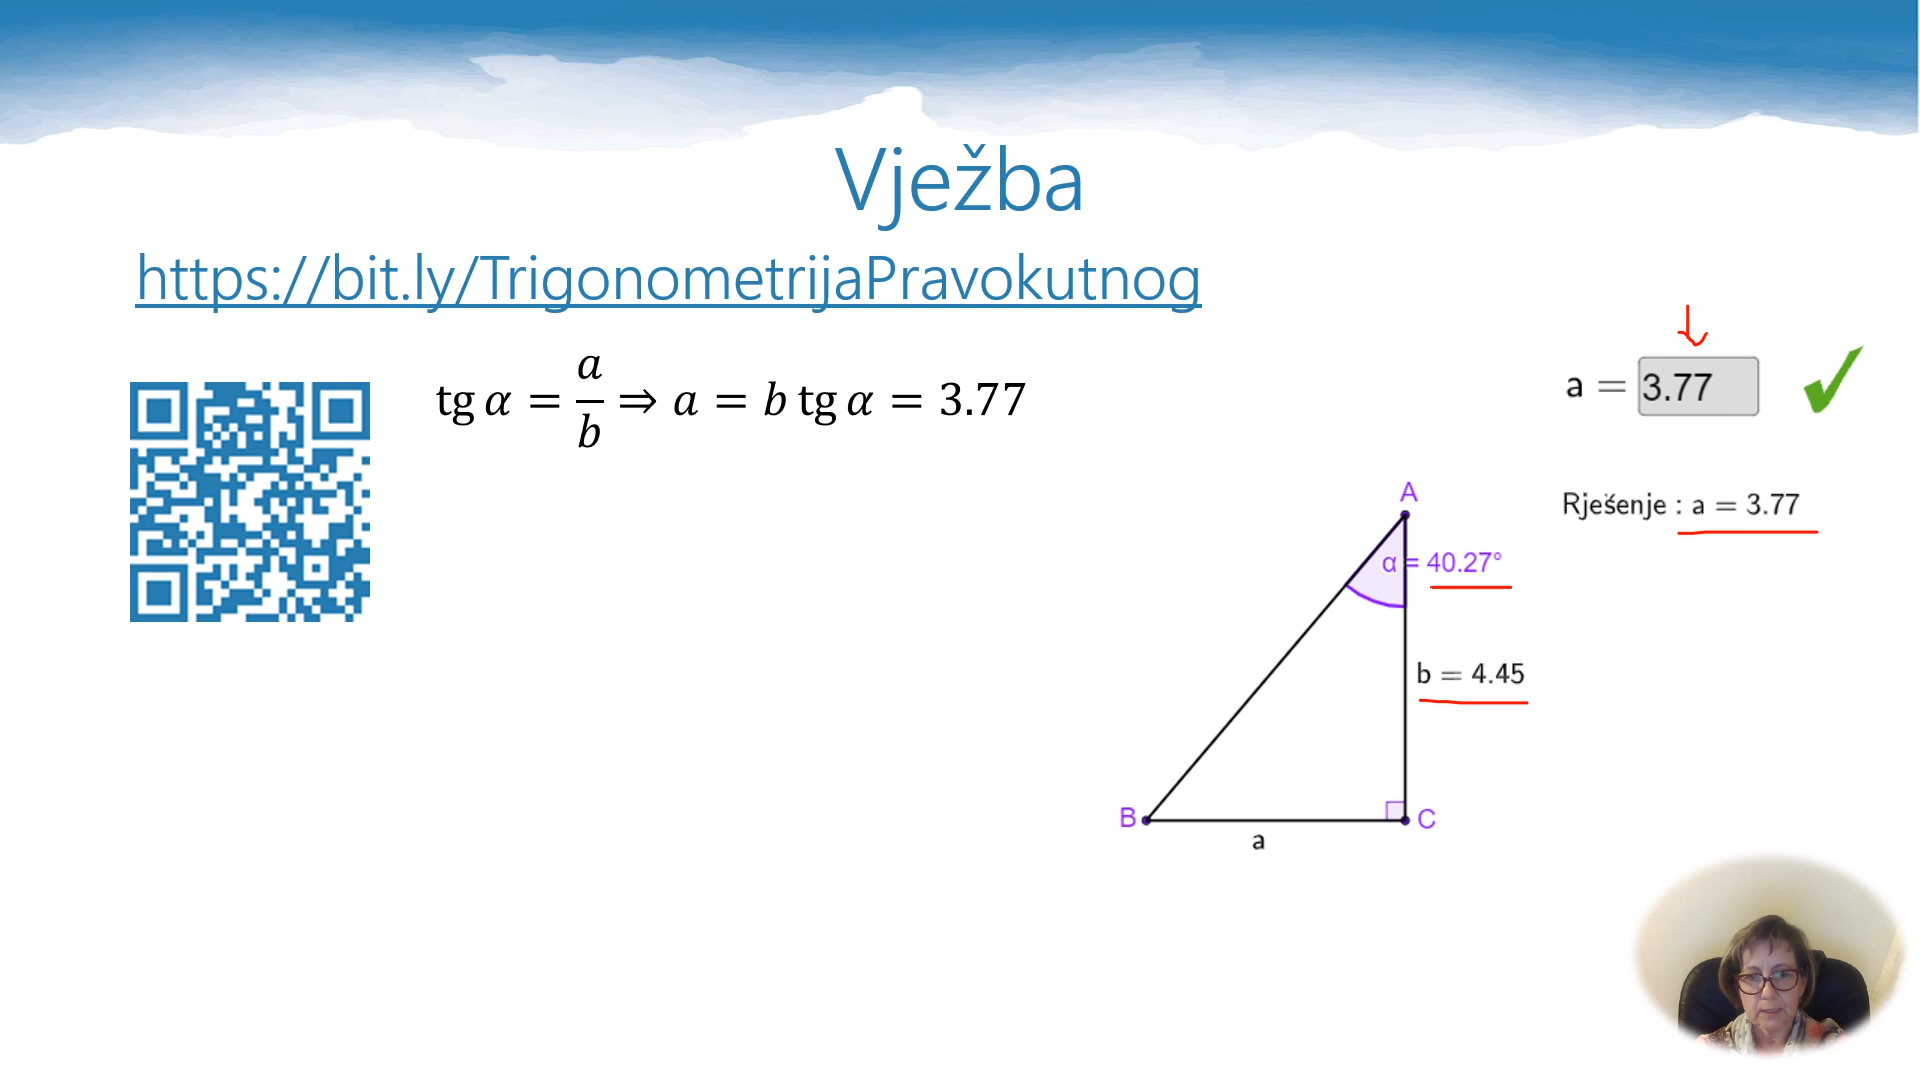 Vježba
https://bit.ly/TrigonometrijaPravokutnog
tg α = a/b ⇒ a = b tg α = 3.77
a = 3.77
Rješenje : a = 3.77
A
α = 40.27°
b = 4.45
B
C
a